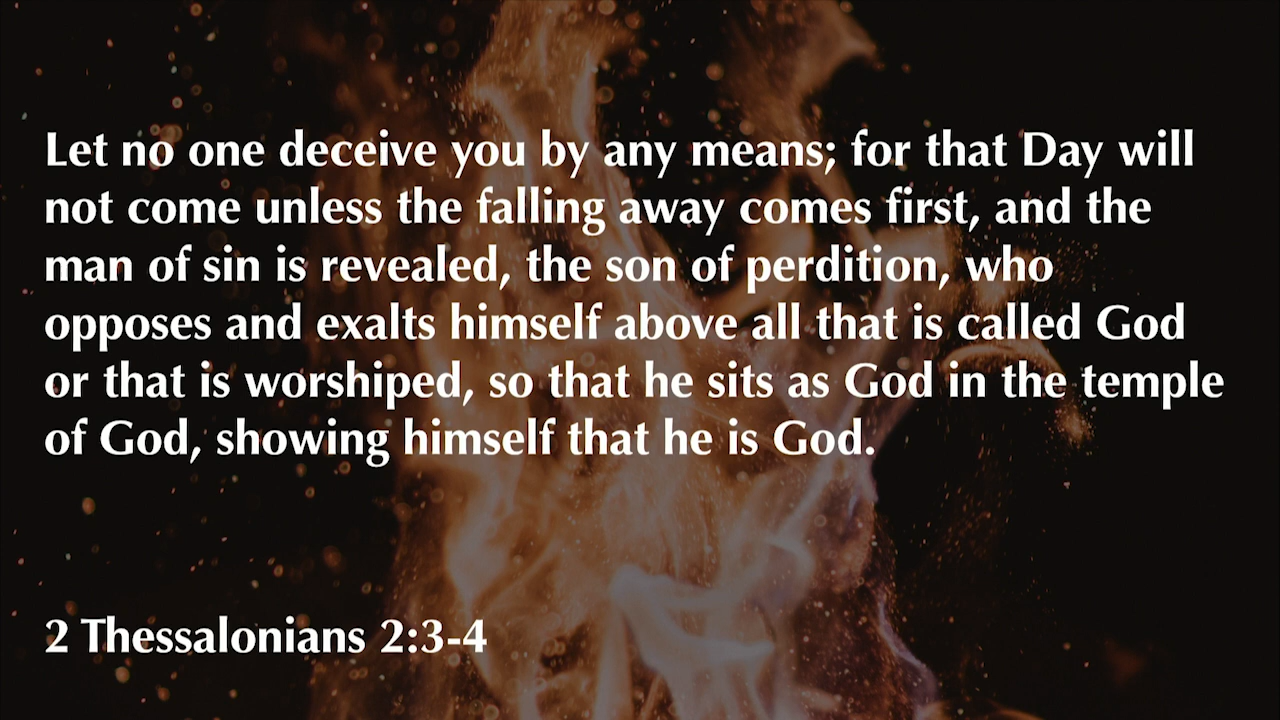 Let no one deceive you by any means; for that Day will
not come unless the falling away comes first, and the
man of sin is revealed, the son of perdition, who
opposes and exalts himself above all that is called God
or that is worshiped, so that he sits as God in the temple
of God, showing himself that he is God.
2 Thessalonians 2:3-4